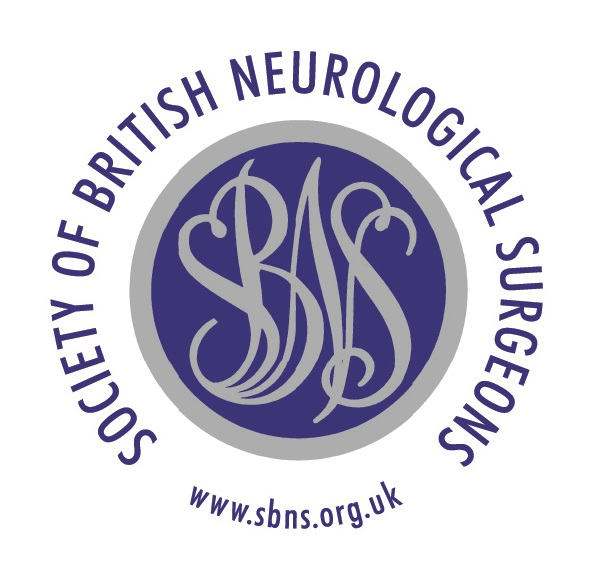 SOCIETY OF BRITISH NEUROLOGICAL SURGEONS
SBNS
www.sbns.org.uk